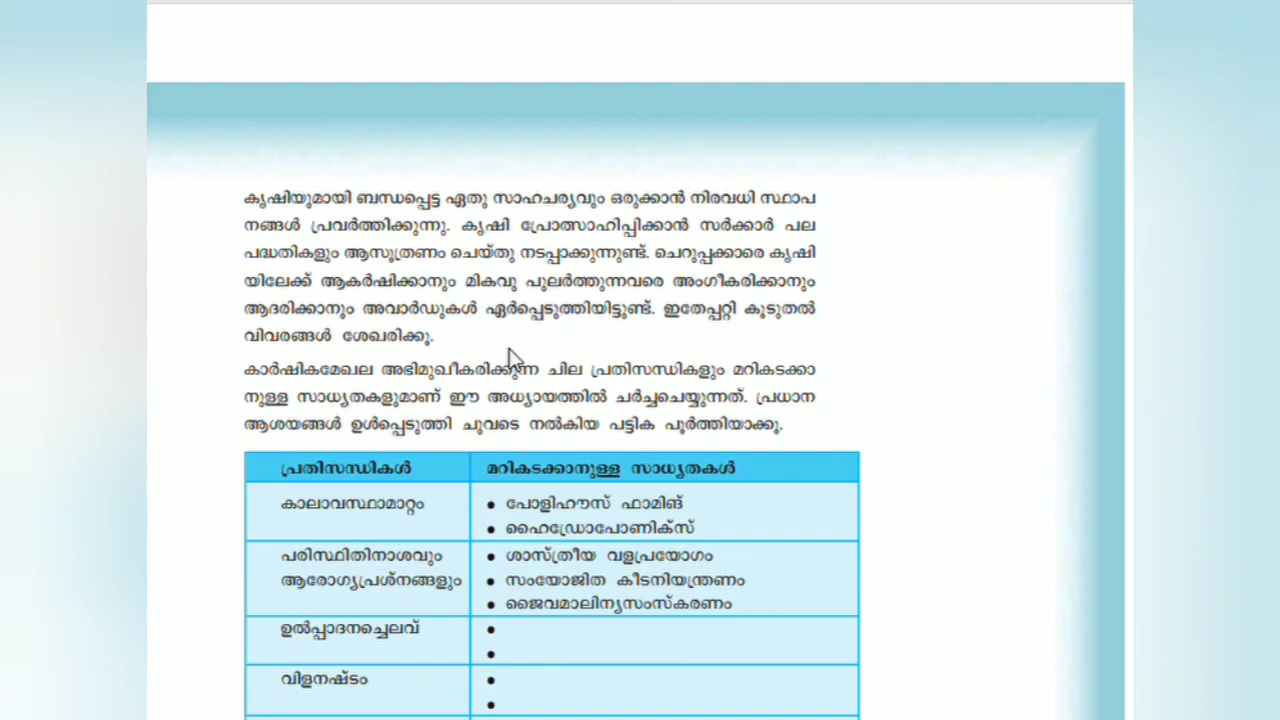 കൃഷിയുമായി ബന്ധപ്പെട്ട ഏതു സാഹചര്യവും ഒരുക്കാൻ നിരവധി സ്ഥാപ
നങ്ങൾ പ്രവർത്തിക്കുന്നു. കൃഷി പ്രോത്സാഹിപ്പിക്കാൻ സർക്കാർ പല
പദ്ധതികളും ആസൂത്രണം ചെയ്തു നടപ്പാക്കുന്നുണ്ട്. ചെറുപ്പക്കാരെ കൃഷി
യിലേക്ക് ആകർഷിക്കാനും മികവു പുലർത്തുന്നവരെ അംഗീകരിക്കാനും
ആദരിക്കാനും അവാർഡുകൾ ഏർപ്പെടുത്തിയിട്ടുണ്ട്. ഇതേപ്പറ്റി കൂടുതൽ
വിവരങ്ങൾ ശേഖരിക്കൂ.
കാർഷികമേഖല അഭിമുഖീകരിക്കുന്ന ചില പ്രതിസന്ധികളും മറികടക്കാ
നുള്ള സാധ്യതകളുമാണ് ഈ അധ്യായത്തിൽ ചർച്ചചെയ്യുന്നത്. പ്രധാന
ആശയങ്ങൾ ഉൾപ്പെടുത്തി ചുവടെ നൽകിയ പട്ടിക പൂർത്തിയാക്കൂ.
പ്രതിസന്ധികൾ മറികടക്കാനുള്ള സാധ്യതകൾ
കാലാവസ്ഥാമാറ്റം • പോളിഹൗസ് ഫാമിങ്
• ഹൈഡ്രോപോണിക്സ്
പരിസ്ഥിതിനാശവും • ശാസ്ത്രീയ വളപ്രയോഗം
ആരോഗ്യപ്രശ്നങ്ങളും • സംയോജിത കീടനിയന്ത്രണം
• ജൈവമാലിന്യസംസ്കരണം
ഉൽപ്പാദനച്ചെലവ് •
•
വിളനഷ്ടം •
•